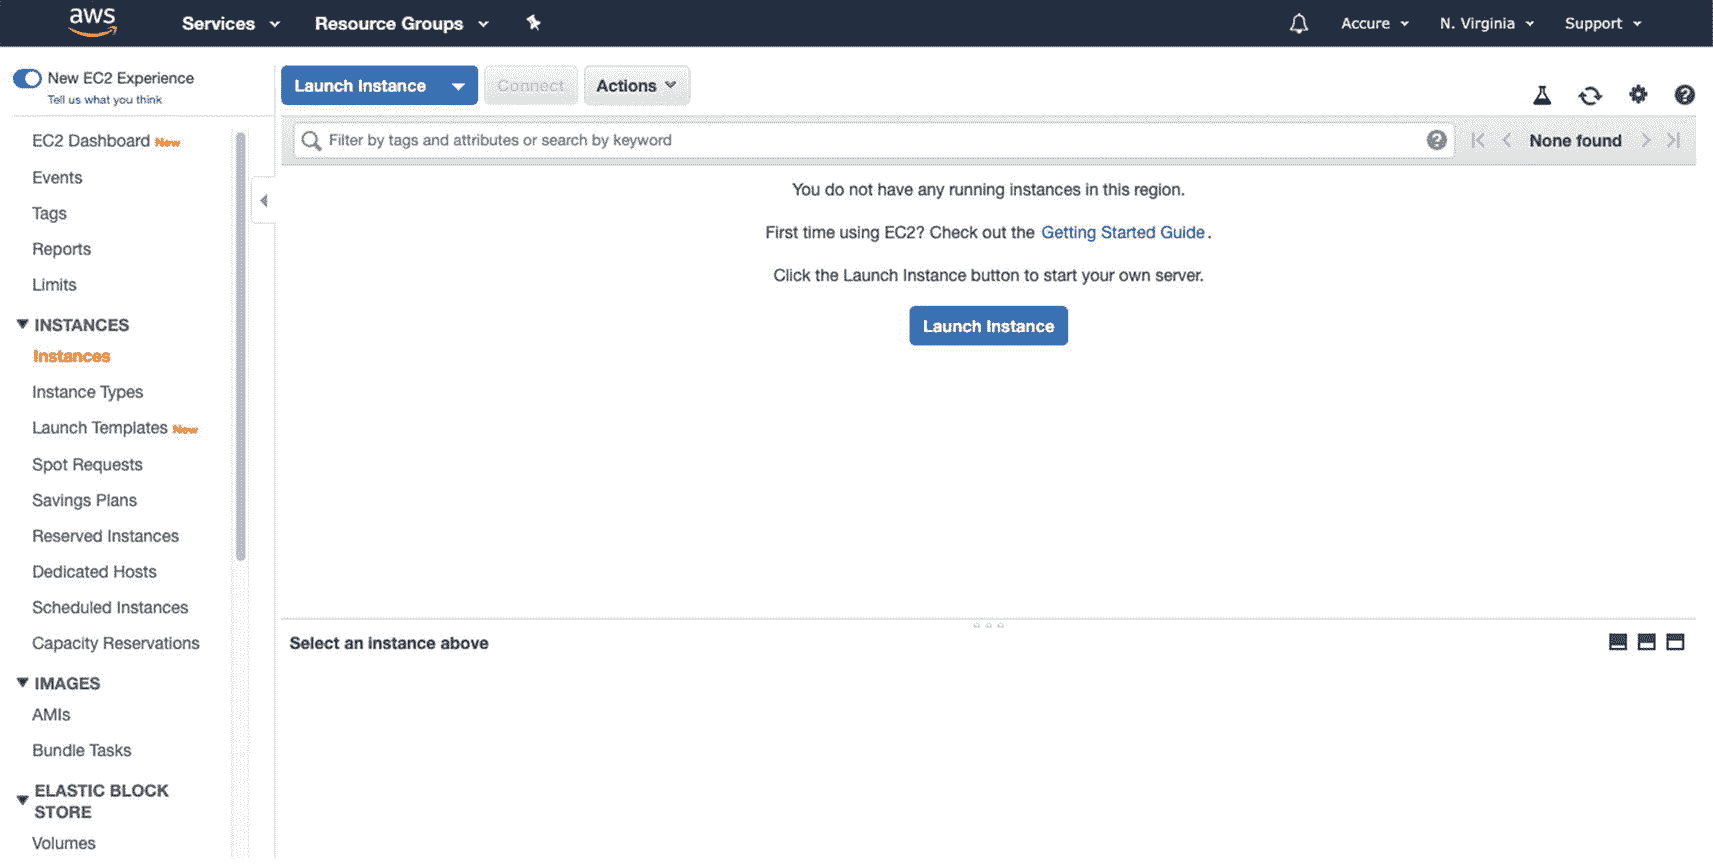 aws Services Resource Groups Accure N. Virginia Support
New EC2 Experience
Tell us what you think
Launch Instance Connect Actions
Filter by tags and attributes or search by keyword
None found
EC2 Dashboard New
Events
Tags
Reports
Limits
INSTANCES
Instances
Instance Types
Launch Templates New
Spot Requests
Savings Plans
Reserved Instances
Dedicated Hosts
Scheduled Instances
Capacity Reservations
IMAGES
AMIs
Bundle Tasks
ELASTIC BLOCK
STORE
Volumes
You do not have any running instances in this region.
First time using EC2? Check out the Getting Started Guide.
Click the Launch Instance button to start your own server.
Launch Instance
Select an instance above